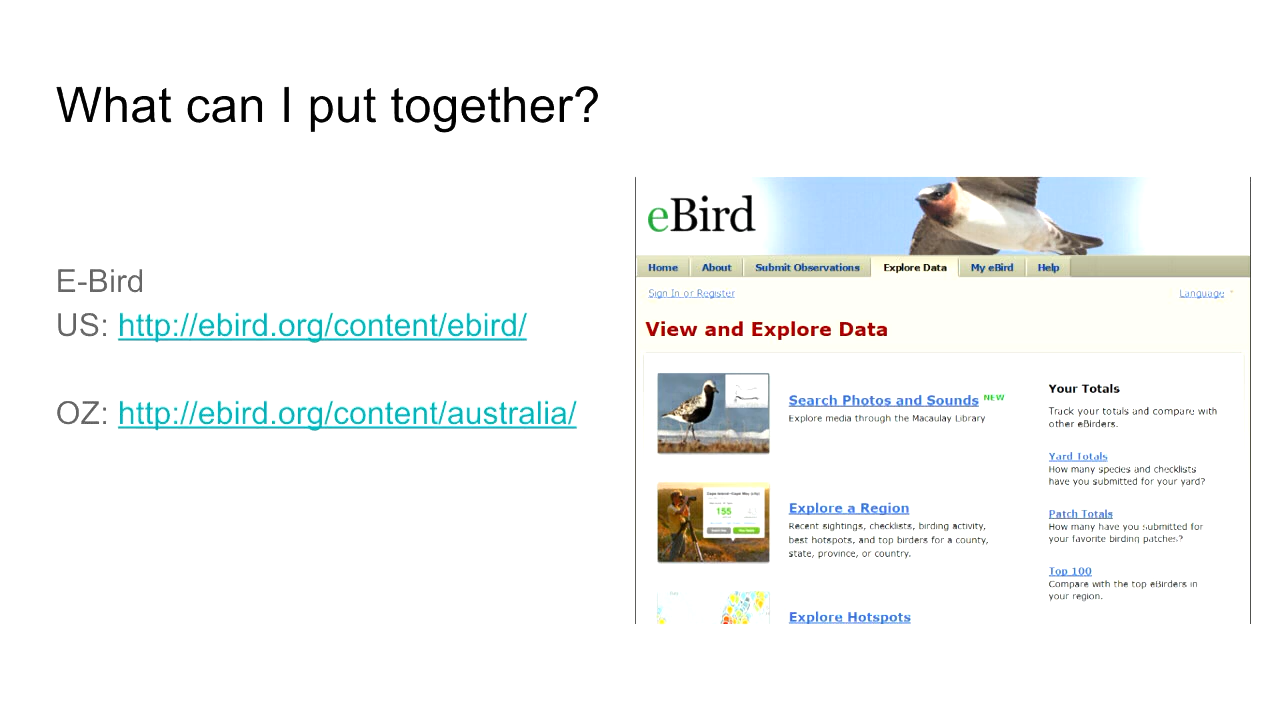 What can I put together?
E-Bird
US: http://ebird.org/content/ebird/
OZ: http://ebird.org/content/australia/
eBird
Home About Submit Observations Explore Data My eBird Help
Sign In or Register Language
View and Explore Data
Search Photos and Sounds NEW
Explore media through the Macaulay Library
155
Explore a Region
Recent sightings, checklists, birding activity,
best hotspots, and top birders for a county,
state, province, or country.
Explore Hotspots
Your Totals
Track your totals and compare with
other eBirders.
Yard Totals
How many species and checklists
have you submitted for your yard?
Patch Totals
How many have you submitted for
your favorite birding patches?
Top 100
Compare with the top eBirders in
your region.